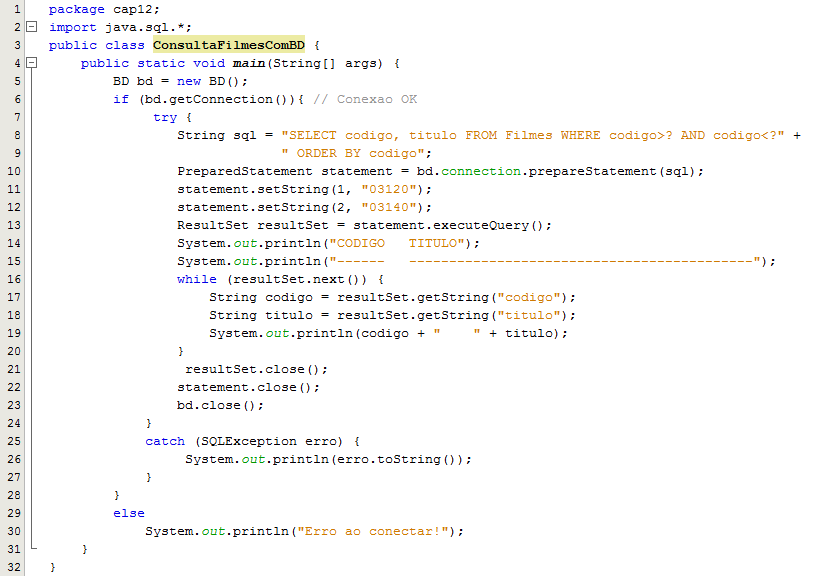 1 package cap12;
2 import java.sql.*;
3 public class ConsultaFilmesComBD {
4     public static void main(String[] args) {
5         BD bd = new BD();
6         if (bd.getConnection()){ // Conexao OK
7              try {
8                 String sql = "SELECT codigo, titulo FROM Filmes WHERE codigo>? AND codigo<?" +
9                              " ORDER BY codigo";
10                 PreparedStatement statement = bd.connection.prepareStatement(sql);
11                 statement.setString(1, "03120");
12                 statement.setString(2, "03140");
13                 ResultSet resultSet = statement.executeQuery();
14                 System.out.println("CODIGO   TITULO");
15                 System.out.println("------   -------------------------------------------");
16                 while (resultSet.next()) {
17                     String codigo = resultSet.getString("codigo");
18                     String titulo = resultSet.getString("titulo");
19                     System.out.println(codigo + "    " + titulo);
20                 }
21                  resultSet.close();
22                 statement.close();
23                 bd.close();
24             }
25             catch (SQLException erro) {
26                  System.out.println(erro.toString());
27             }
28         }
29         else
30             System.out.println("Erro ao conectar!");
31     }
32 }